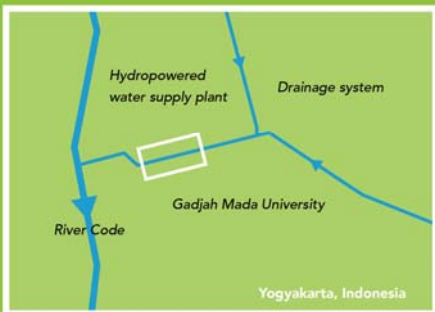 Hydropowered
water supply plant
Drainage system
Gadjah Mada University
River Code
Yogyakarta, Indonesia